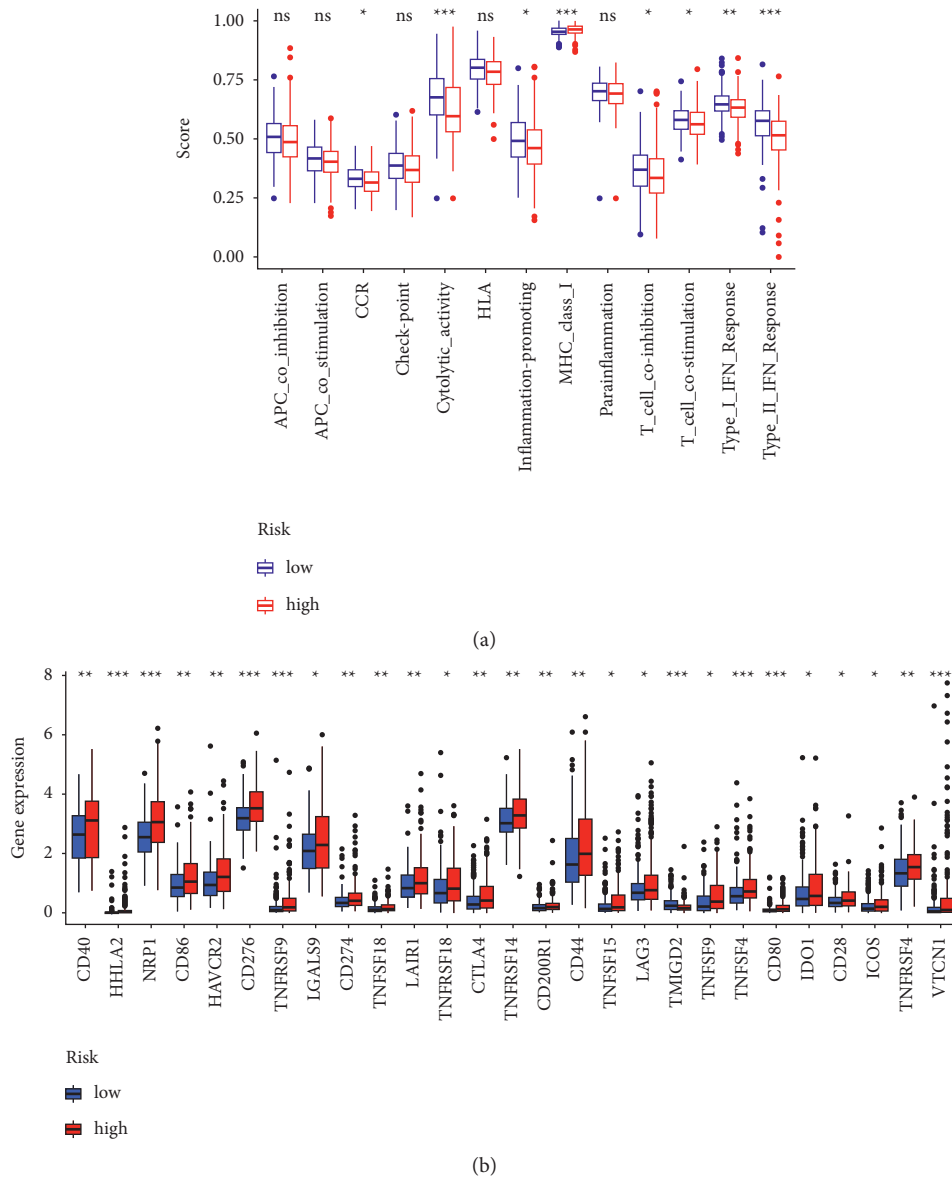 ns ns * ns *** ns * *** ns * * ** ***
1.00
0.75
0.50
0.25
0.00
Score
APC_co_inhibition
APC_co_stimulation
CCR
Check-point
Cytolytic_activity
HLA
Inflammation-promoting
MHC_class_I
Parainflammation
T_cell_co-inhibition
T_cell_co-stimulation
Type_I_IFN_Response
Type_II_IFN_Response
Risk
low
high
(a)
** *** *** ** ** *** *** * ** ** ** * ** *** ** ** * * *** * *** *** * * * ** ***
8
6
4
2
0
Gene expression
CD40
HHLA2
NRP1
CD86
HAVCR2
CD276
TNFRSF9
LGALS9
CD274
TNFSF18
LAIR1
TNFRSF18
CTLA4
TNFRSF14
CD200R1
CD44
TNFSF15
LAG3
TMIGD2
TNFSF9
TNFSF4
CD80
IDO1
CD28
ICOS
TNFRSF4
VTCN1
Risk
low
high
(b)